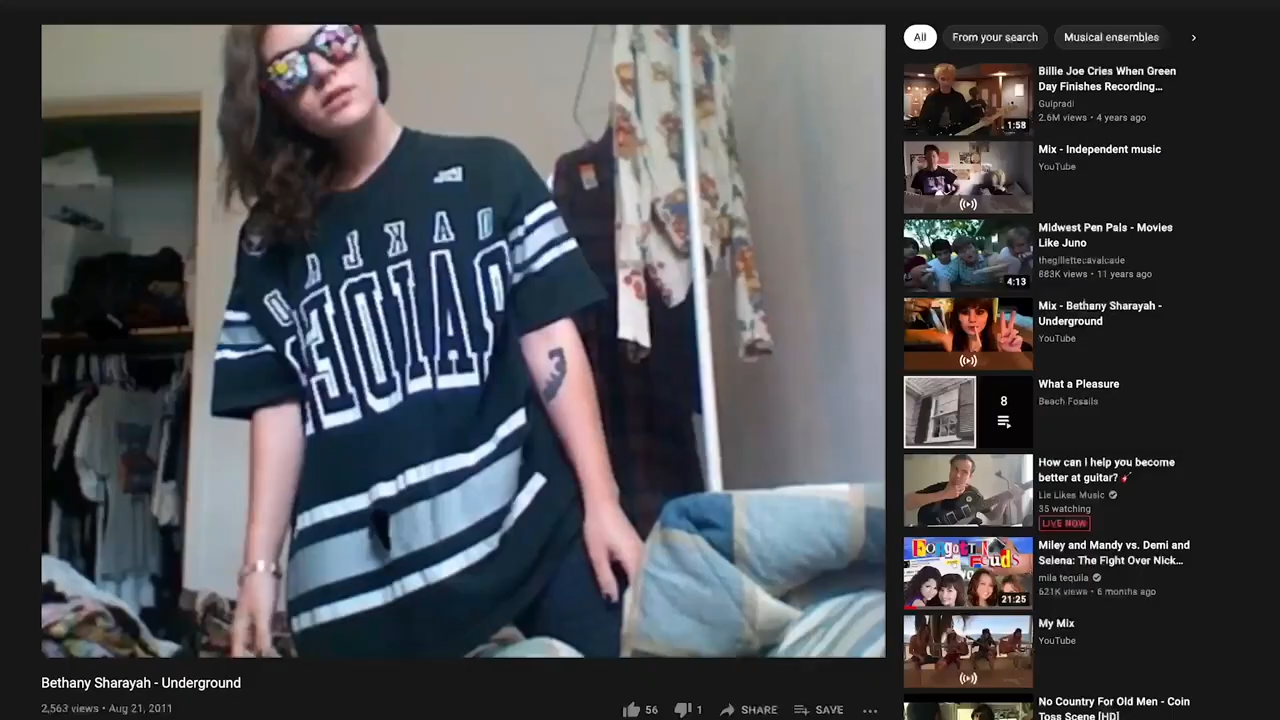 OAKLAND
RAIDERS
Bethany Sharayah - Underground
2,563 views • Aug 21, 2011
56
1
SHARE
SAVE
All
From your search
Musical ensembles
Billie Joe Cries When Green
Day Finishes Recording...
Gulpradi
2.6M views • 4 years ago
1:58
Mix - Independent music
YouTube
Midwest Pen Pals - Movies
Like Juno
thegillettecavalcade
883K views • 11 years ago
4:13
Mix - Bethany Sharayah -
Underground
YouTube
What a Pleasure
Beach Fossils
8
How can I help you become
better at guitar?
Lie Likes Music
35 watching
LIVE NOW
Miley and Mandy vs. Demi and
Selena: The Fight Over Nick...
mila tequila
621K views • 6 months ago
FORGOTTEN
Feuds
21:25
My Mix
YouTube
No Country For Old Men - Coin
Toss Scene [HD]